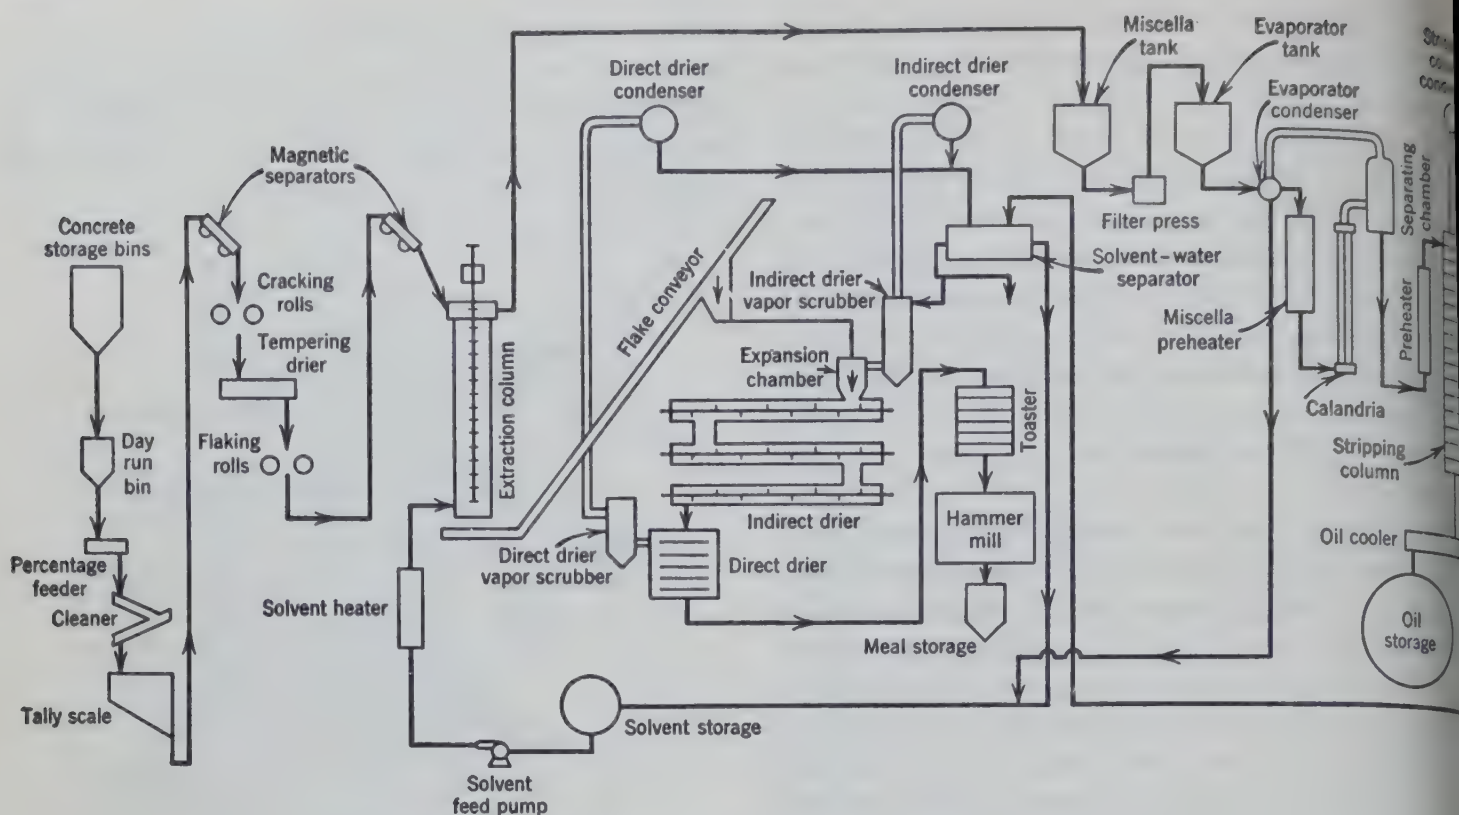 Miscella
tank
Evaporator
tank
Direct drier
condenser
Indirect drier
condenser
Evaporator
condenser
Magnetic
separators
Separating
chamber
Filter press
Concrete
storage bins
Solvent-water
separator
Flake conveyor
Indirect drier
vapor scrubber
Cracking
rolls
Miscella
preheater
Preheater
Tempering
drier
Expansion
chamber
Extraction column
Toaster
Calandria
Day
run
bin
Flaking
rolls
Stripping
column
Indirect drier
Hammer
mill
Oil cooler
Direct drier
vapor scrubber
Direct drier
Percentage
feeder
Cleaner
Solvent heater
Oil
storage
Meal storage
Tally scale
Solvent storage
Solvent
feed pump